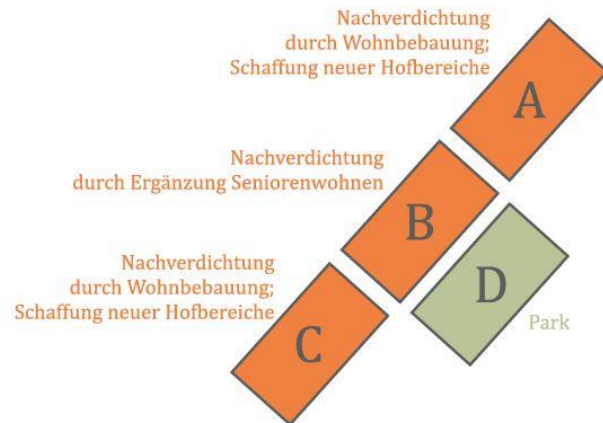 Nachverdichtung
durch Wohnbebauung;
Schaffung neuer Hofbereiche
A
Nachverdichtung
durch Ergänzung Seniorenwohnen
B
Nachverdichtung
durch Wohnbebauung;
Schaffung neuer Hofbereiche
C
D
Park